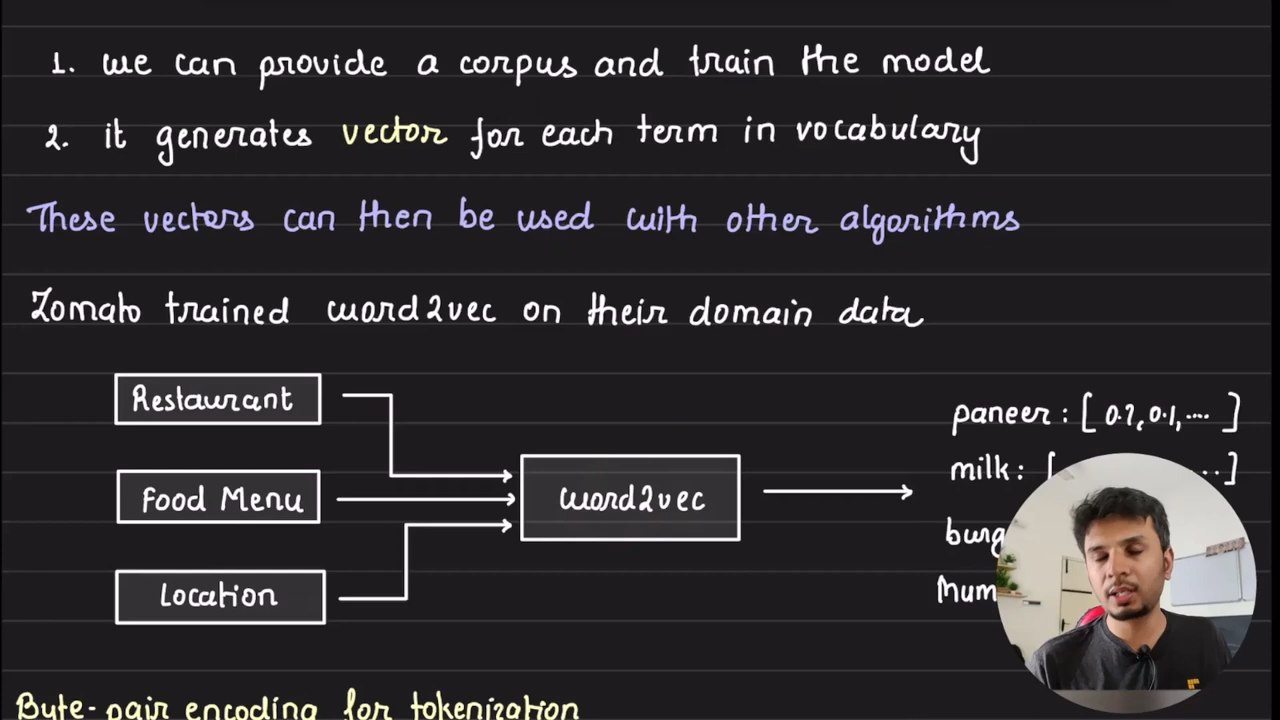 1. we can provide a corpus and train the model
2. it generates vector for each term in vocabulary
These vectors can then be used with other algorithms
Zomato trained word2vec on their domain data
Restaurant
Food Menu
Location
word2vec
paneer : [ 0.2, 0.1, .... ]
milk : [ .. ]
burg
Mum
Byte-pair encoding for tokenization